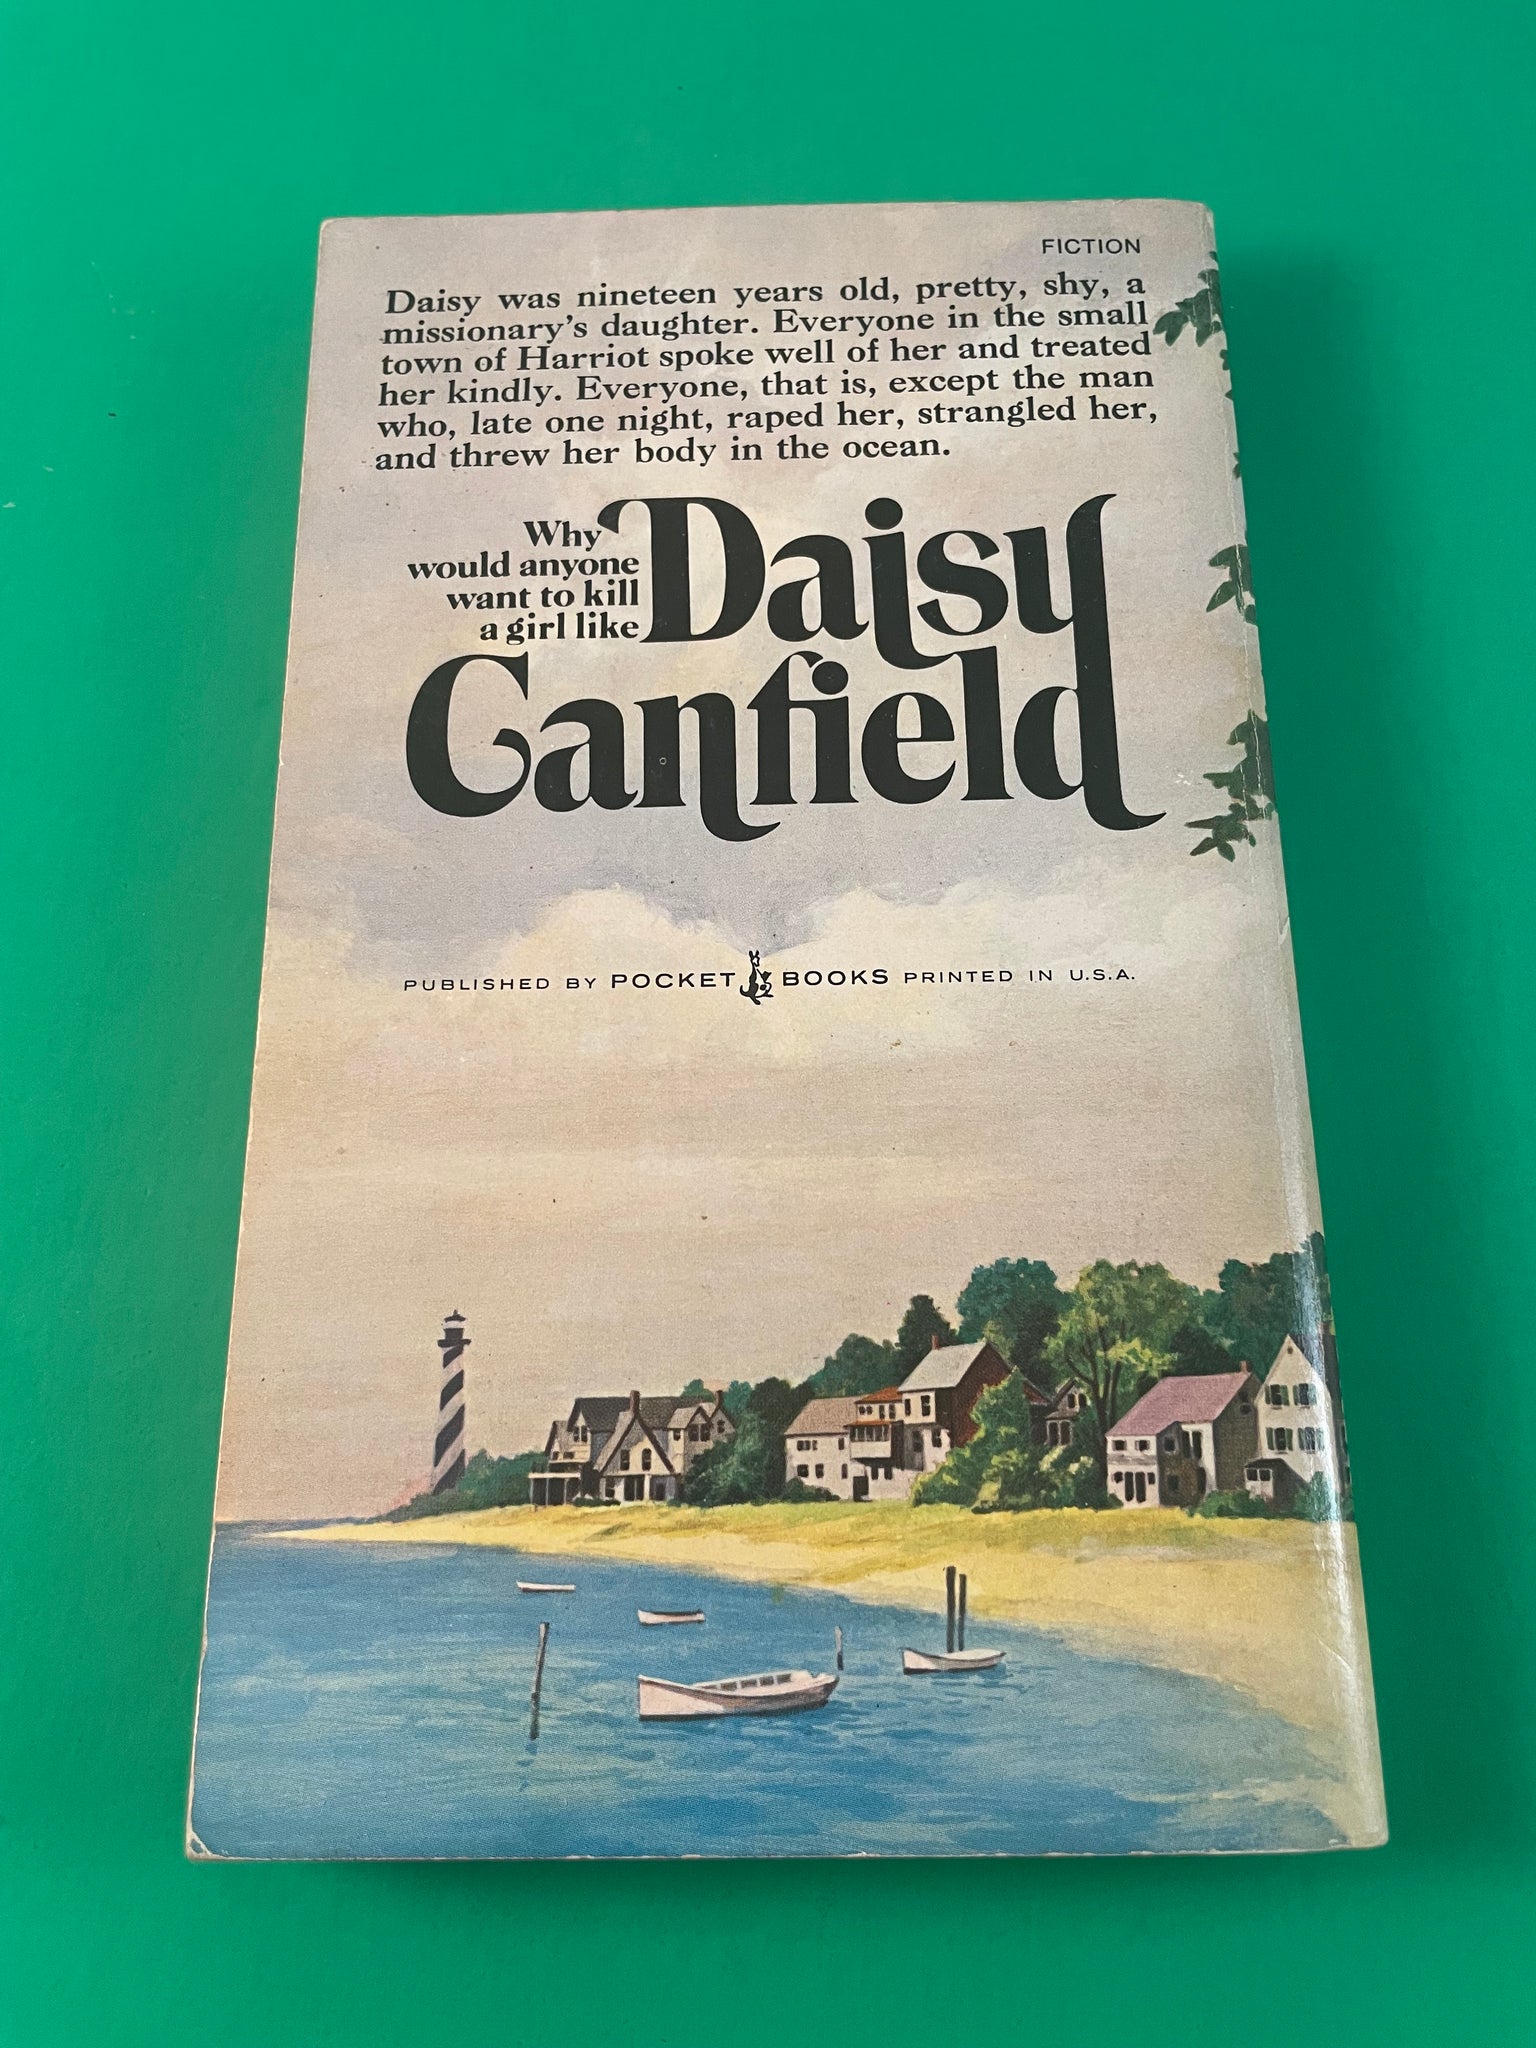 FICTION
Daisy was nineteen years old, pretty, shy, a
missionary's daughter. Everyone in the small
town of Harriot spoke well of her and treated
her kindly. Everyone, that is, except the man
who, late one night, raped her, strangled her,
and threw her body in the ocean.
Why
would anyone
want to kill
a girl like
Daisy
Canfield
PUBLISHED BY POCKET BOOKS PRINTED IN U.S.A.